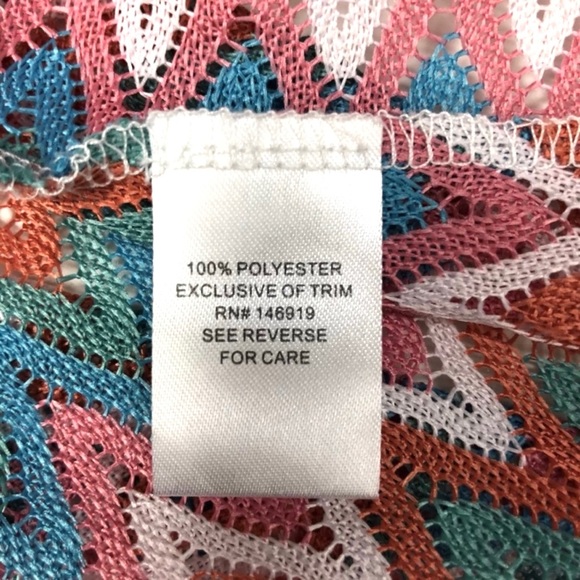 100% POLYESTER
EXCLUSIVE OF TRIM
RN# 146919
SEE REVERSE
FOR CARE